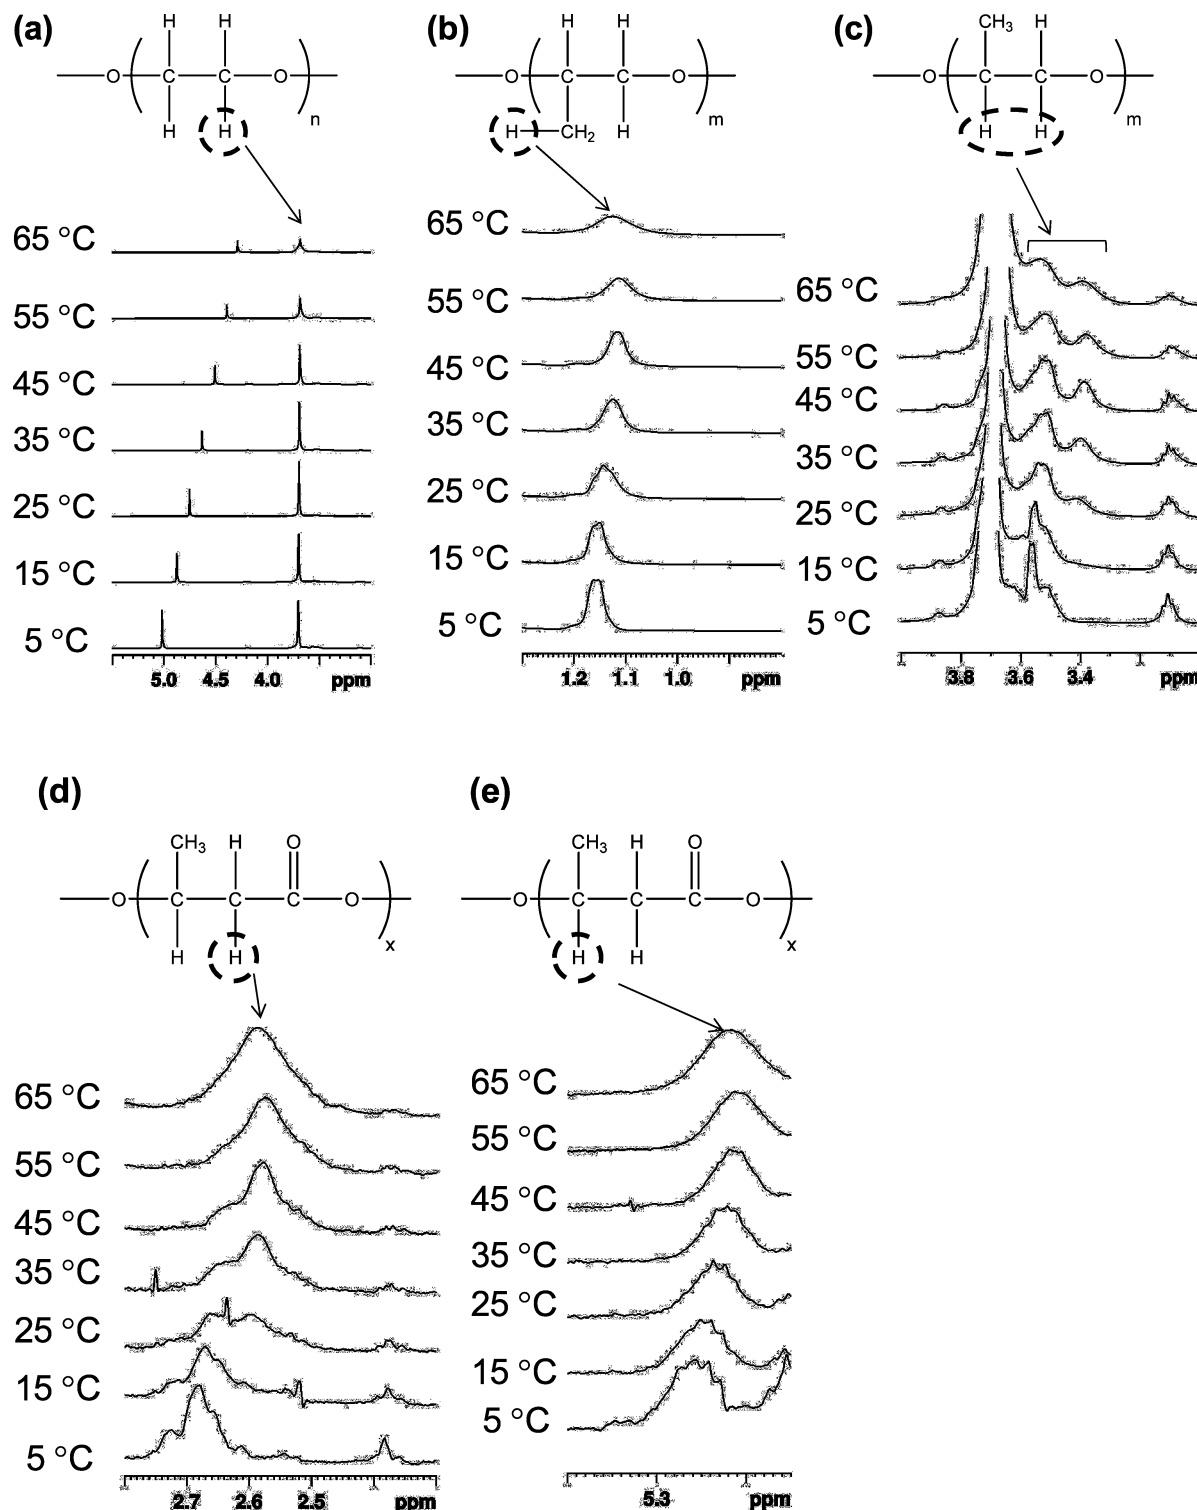 (a)
H H
O ( C C O ) n
H H
65 °C
55 °C
45 °C
35 °C
25 °C
15 °C
5 °C
5.0 4.5 4.0 ppm
(b)
H H
O ( C C O ) m
H CH2 H
65 °C
55 °C
45 °C
35 °C
25 °C
15 °C
5 °C
1.2 1.1 1.0 ppm
(c)
CH3 H
O ( C C O ) m
H H
65 °C
55 °C
45 °C
35 °C
25 °C
15 °C
5 °C
3.8 3.6 3.4 ppm
(d)
CH3 H O
O ( C C C O ) x
H H
65 °C
55 °C
45 °C
35 °C
25 °C
15 °C
5 °C
2.7 2.6 2.5 ppm
(e)
CH3 H O
O ( C C C O ) x
H H
65 °C
55 °C
45 °C
35 °C
25 °C
15 °C
5 °C
5.3 ppm